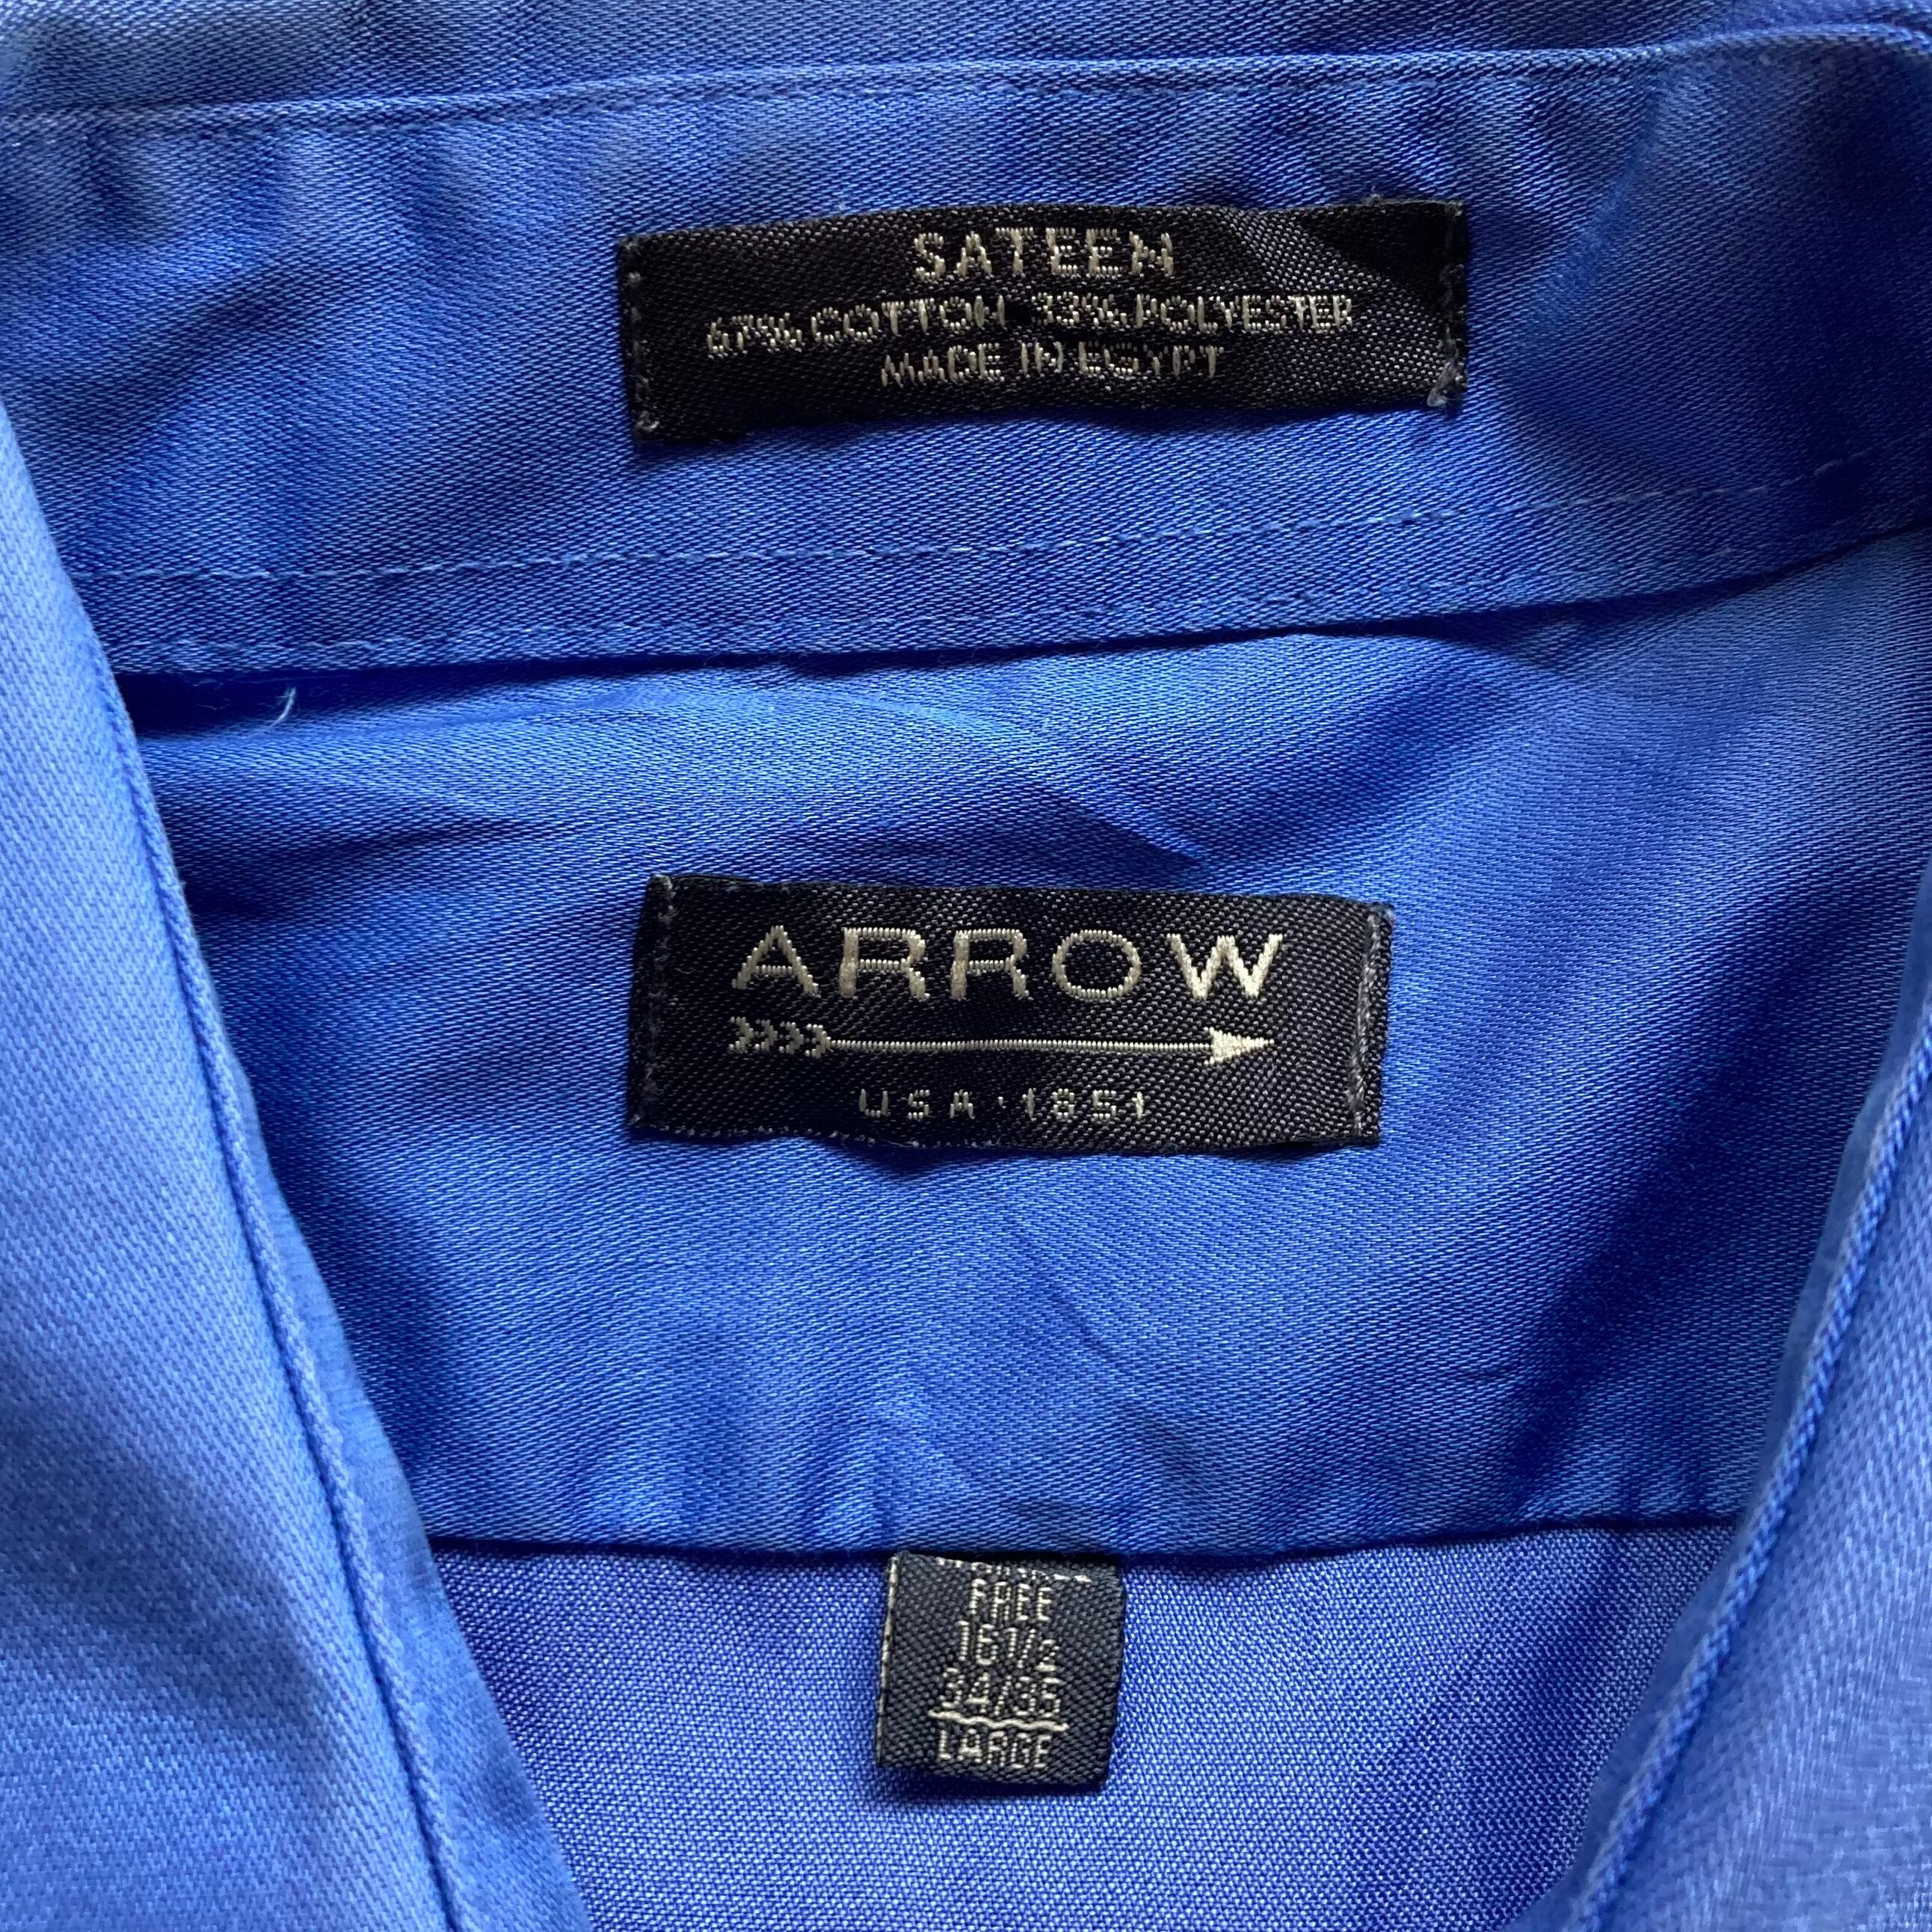 SATEEN
67% COTTON 33% POLYESTER
MADE IN EGYPT
ARROW
USA · 1851
FREE
16 1/2
34/35
LARGE